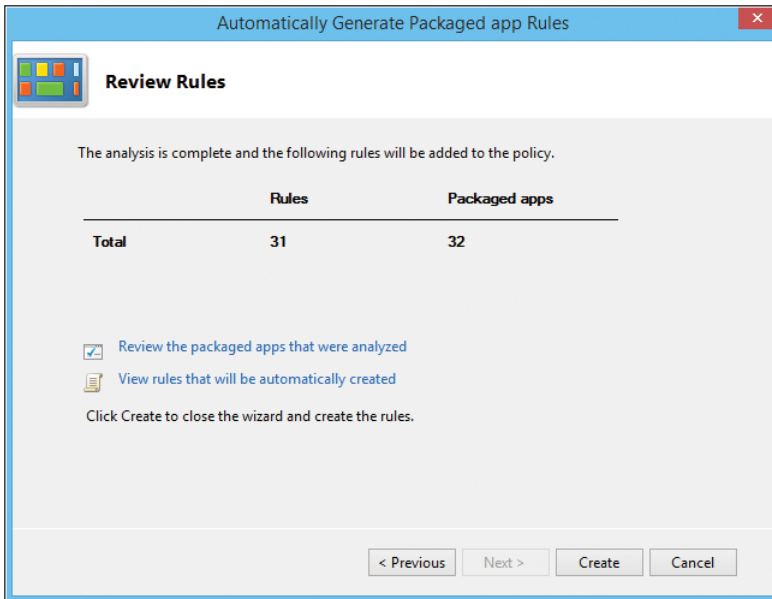 Automatically Generate Packaged app Rules
Review Rules
The analysis is complete and the following rules will be added to the policy.
Rules Packaged apps
Total 31 32
Review the packaged apps that were analyzed
View rules that will be automatically created
Click Create to close the wizard and create the rules.
< Previous Next > Create Cancel